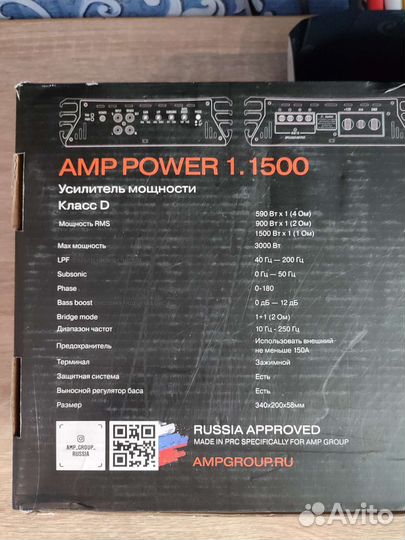 AMP POWER 1.1500
Усилитель мощности
Класс D
590 Вт x 1 (4 Ом)
Мощность RMS 900 Вт x 1 (2 Ом)
1500 Вт x 1 (1 Ом)
Max мощность 3000 Вт
LPF 40 Гц — 200 Гц
Subsonic 0 Гц — 50 Гц
Phase 0-180
Bass boost 0 дБ — 12 дБ
Bridge mode 1+1 (2 Ом)
Диапазон частот 10 Гц - 250 Гц
Предохранитель Использовать внешний
не меньше 150А
Терминал Зажимной
Защитная система Есть
Выносной регулятор баса Есть
Размер 340x200x58мм
AMP_GROUP_
RUSSIA
RUSSIA APPROVED
MADE IN PRC SPECIFICALLY FOR AMP GROUP
AMPGROUP.RU
Avito